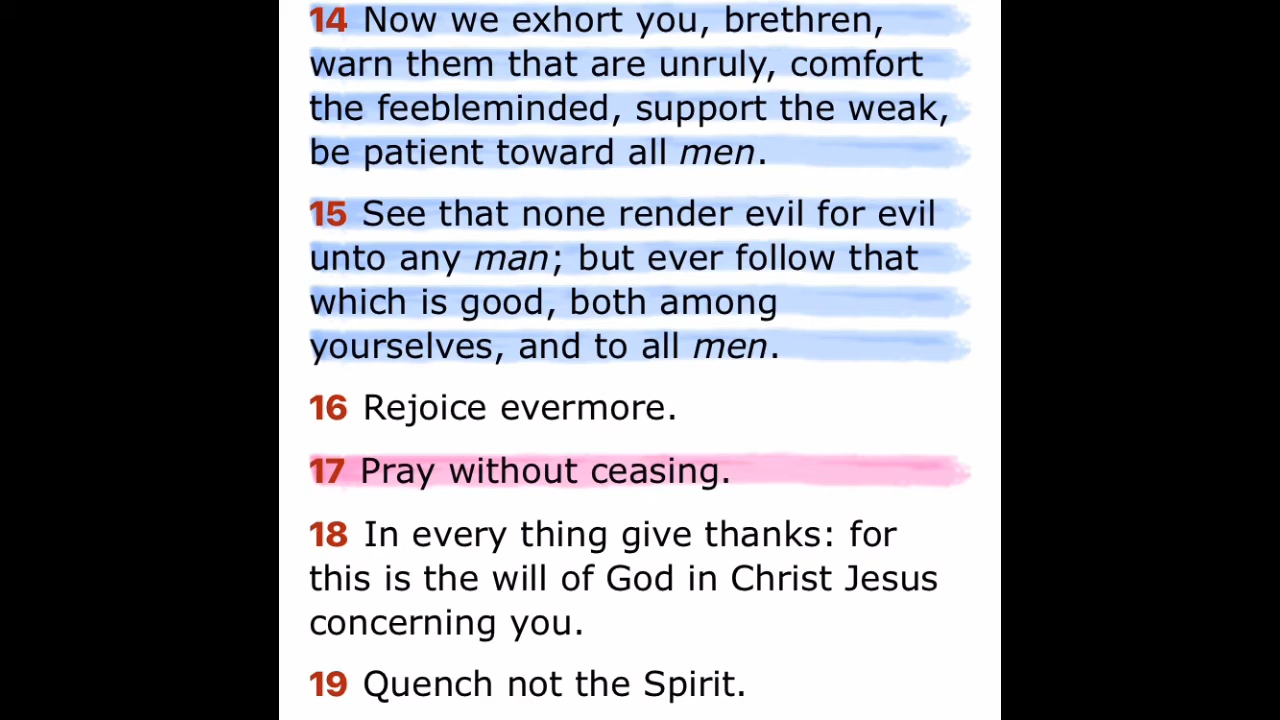 14 Now we exhort you, brethren,
warn them that are unruly, comfort
the feebleminded, support the weak,
be patient toward all men.
15 See that none render evil for evil
unto any man; but ever follow that
which is good, both among
yourselves, and to all men.
16 Rejoice evermore.
17 Pray without ceasing.
18 In every thing give thanks: for
this is the will of God in Christ Jesus
concerning you.
19 Quench not the Spirit.